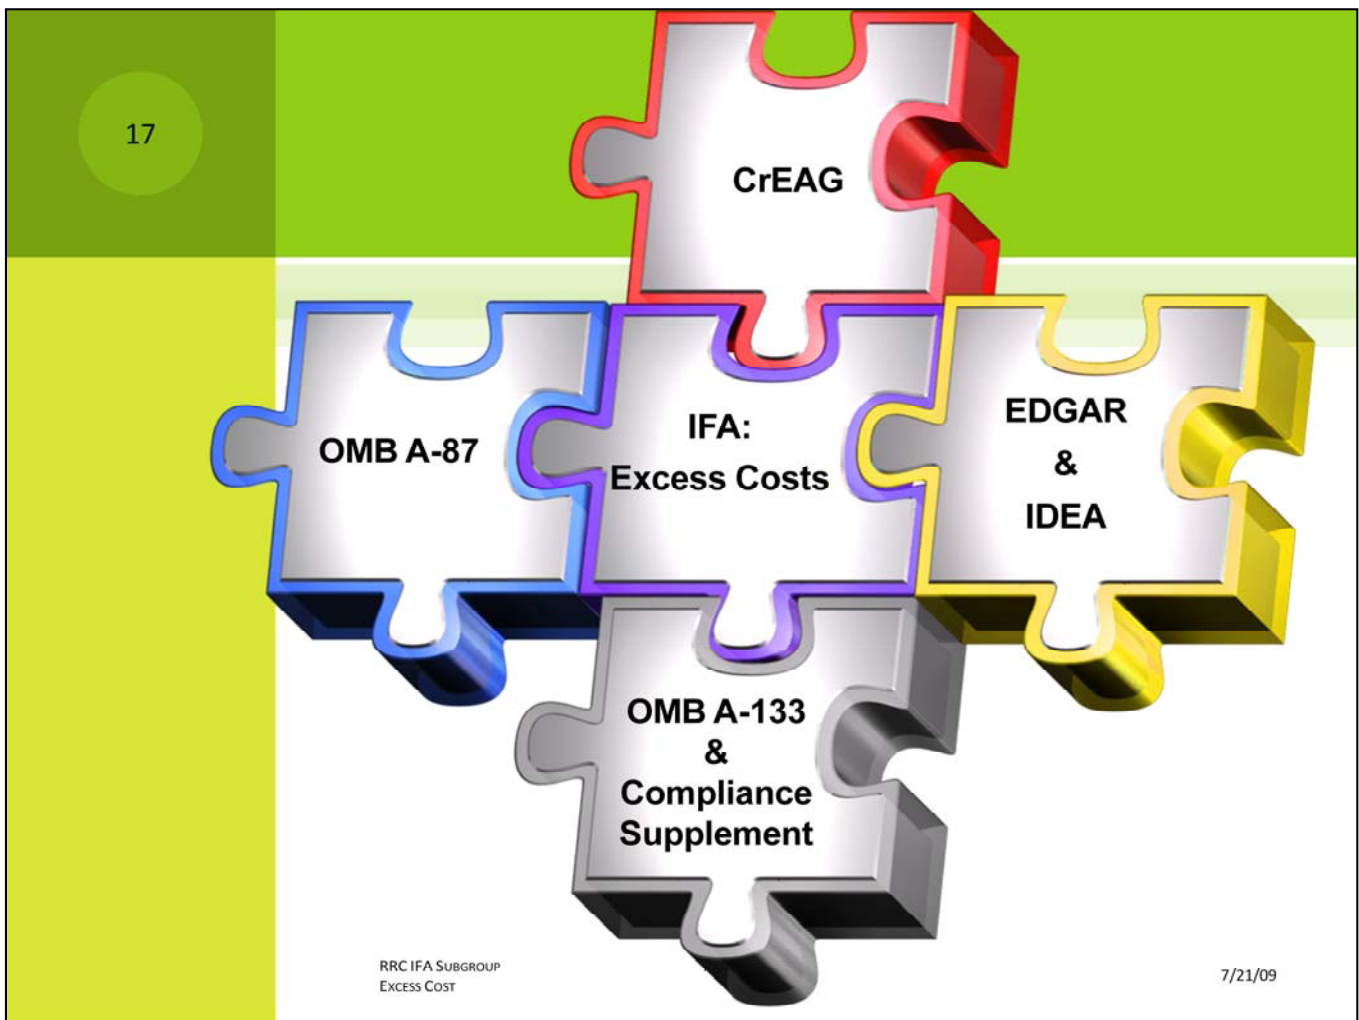 17
CrEAG
OMB A-87
IFA:
Excess Costs
EDGAR
&
IDEA
OMB A-133
&
Compliance
Supplement
RRC IFA SUBGROUP
EXCESS COST
7/21/09